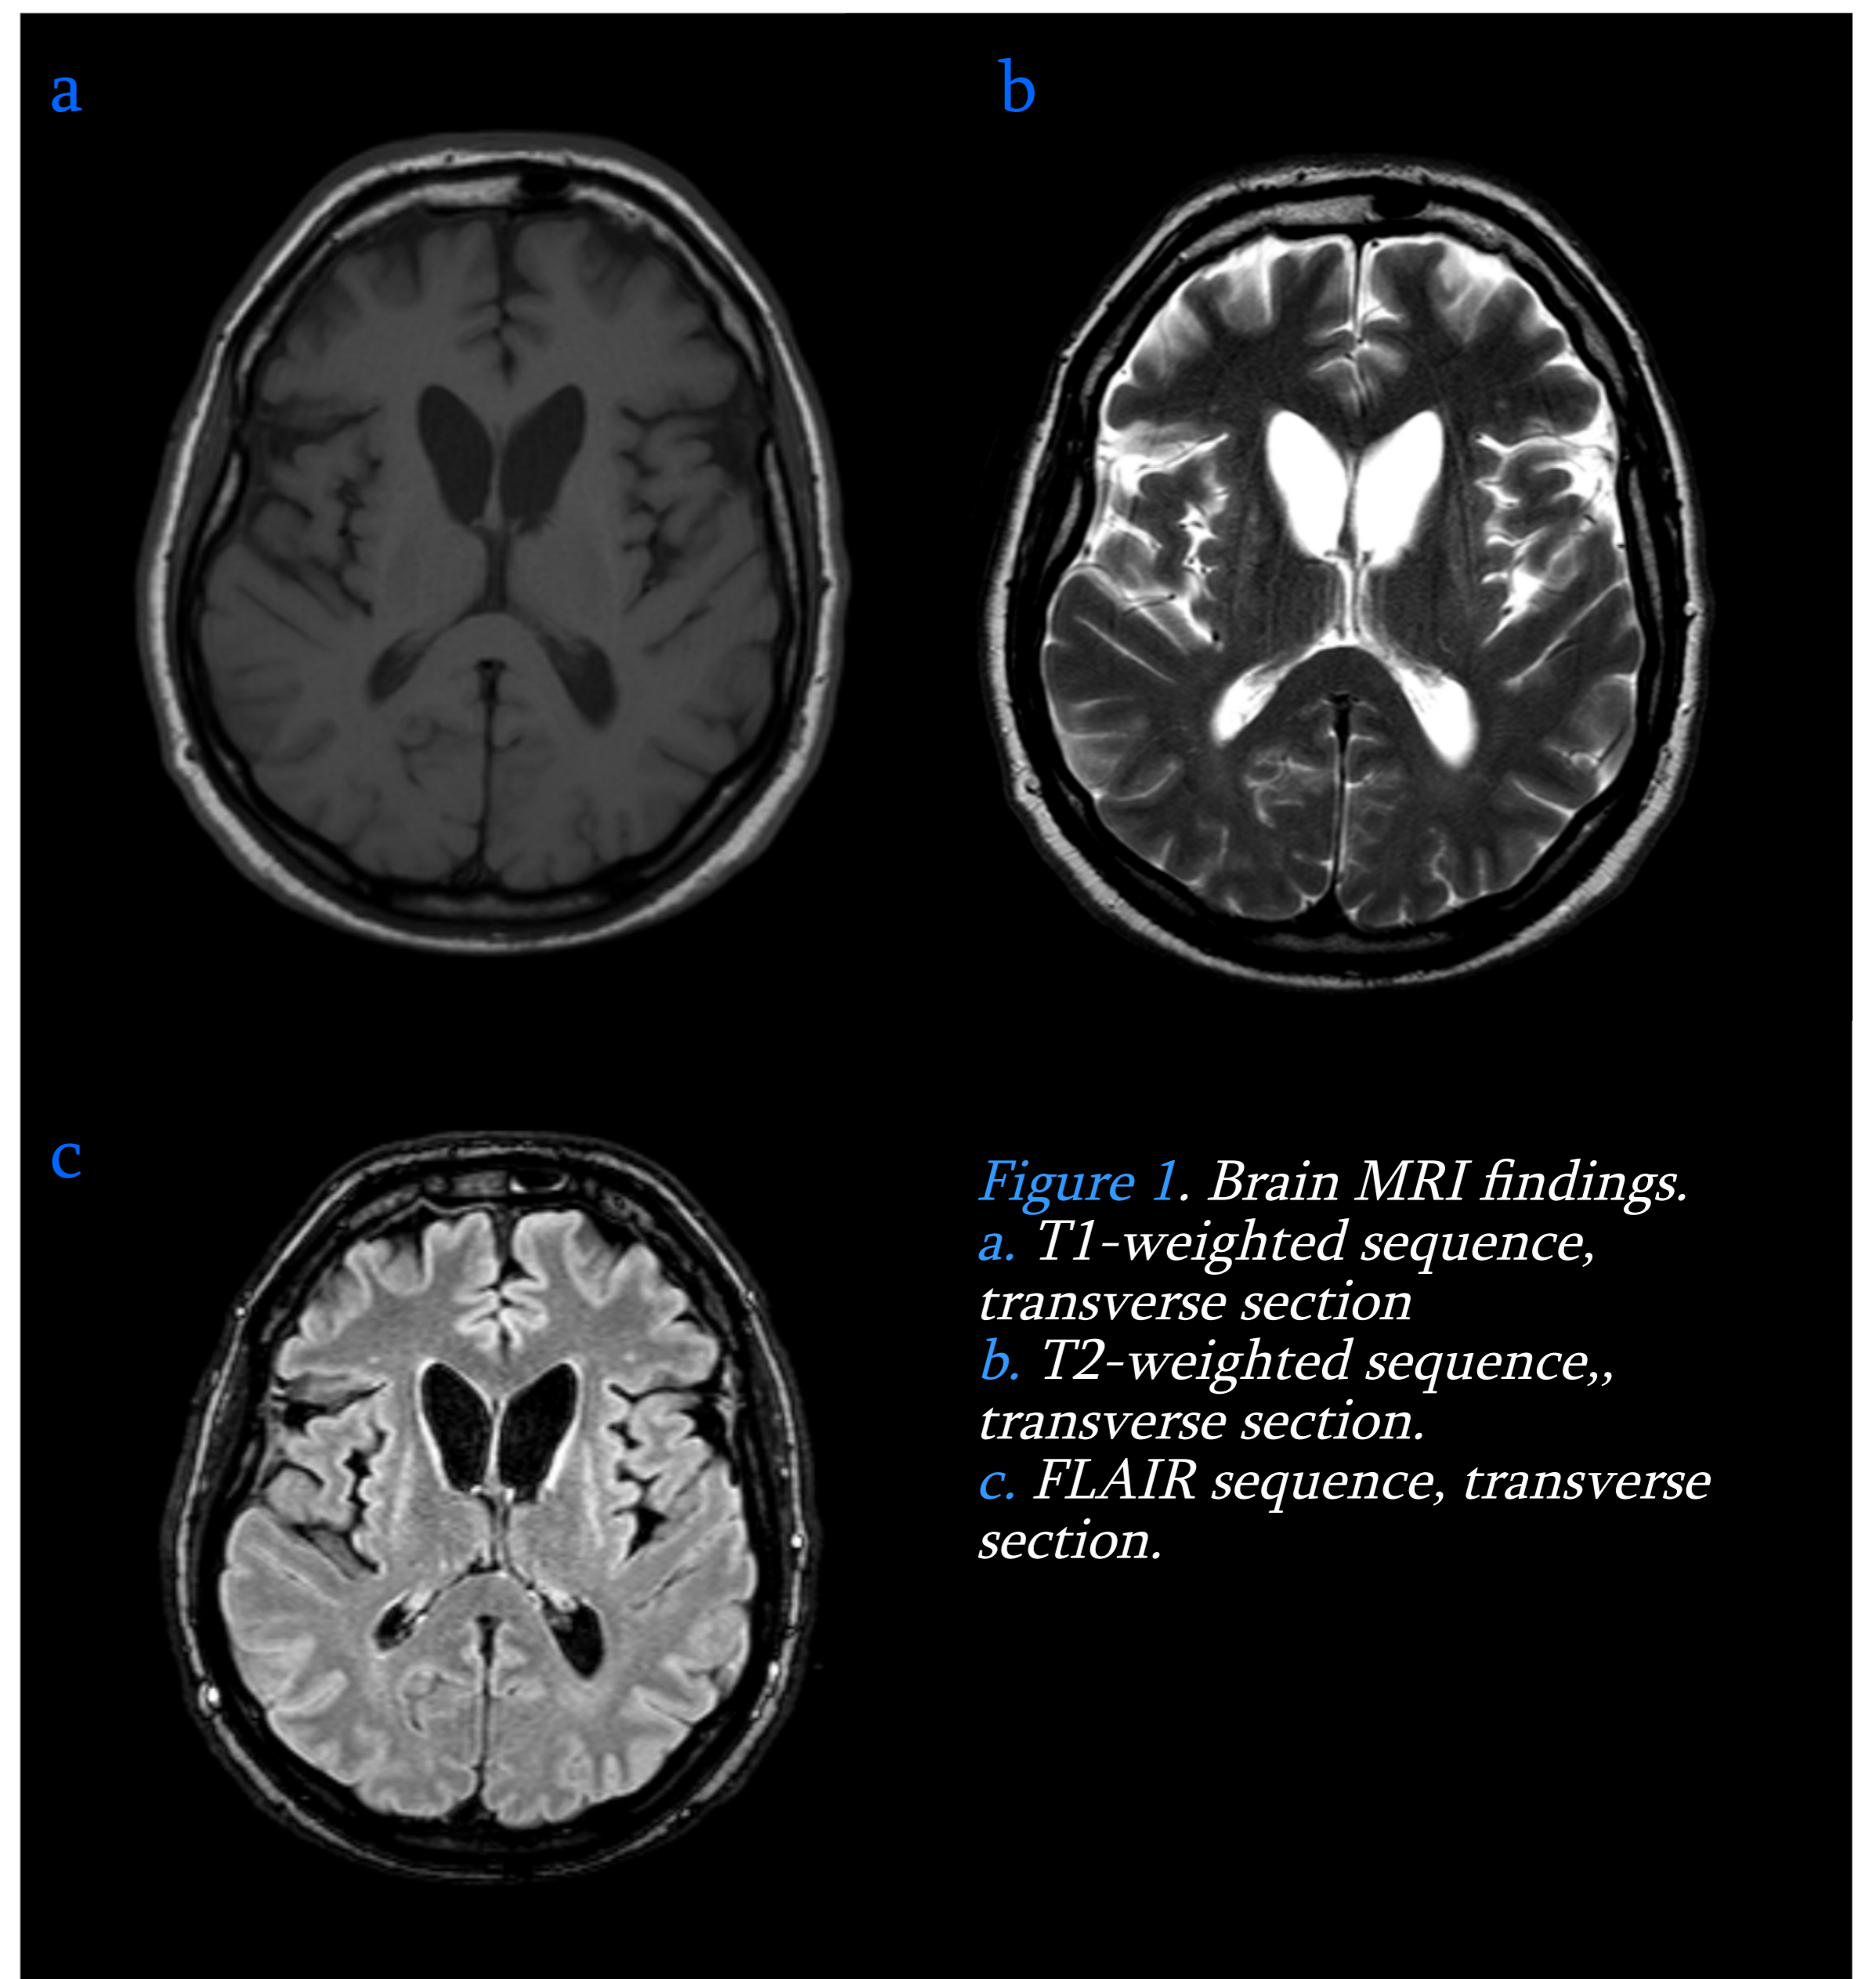 a
b
c
Figure 1. Brain MRI findings.
a. T1-weighted sequence,
transverse section
b. T2-weighted sequence,,
transverse section.
c. FLAIR sequence, transverse
section.